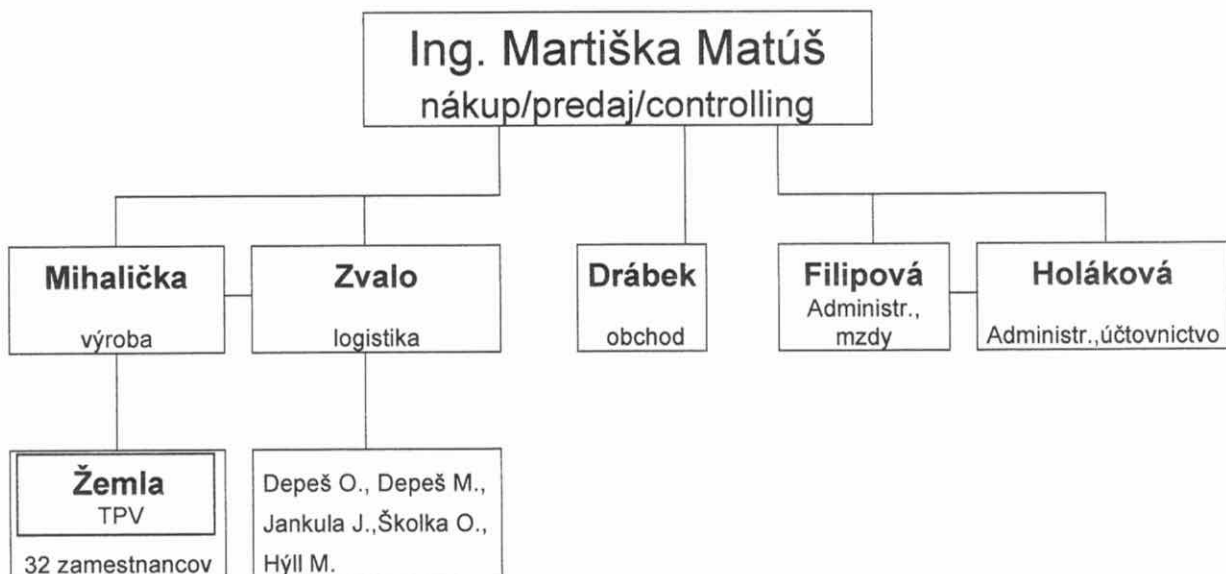 Ing. Martiška Matúš
nákup/predaj/controlling
Mihalička
výroba
Zvalo
logistika
Drábek
obchod
Filipová
Administr.,
mzdy
Holáková
Administr.,účtovnictvo
Žemla
TPV
32 zamestnancov
Depeš O., Depeš M.,
Jankula J.,Školka O.,
Hýll M.